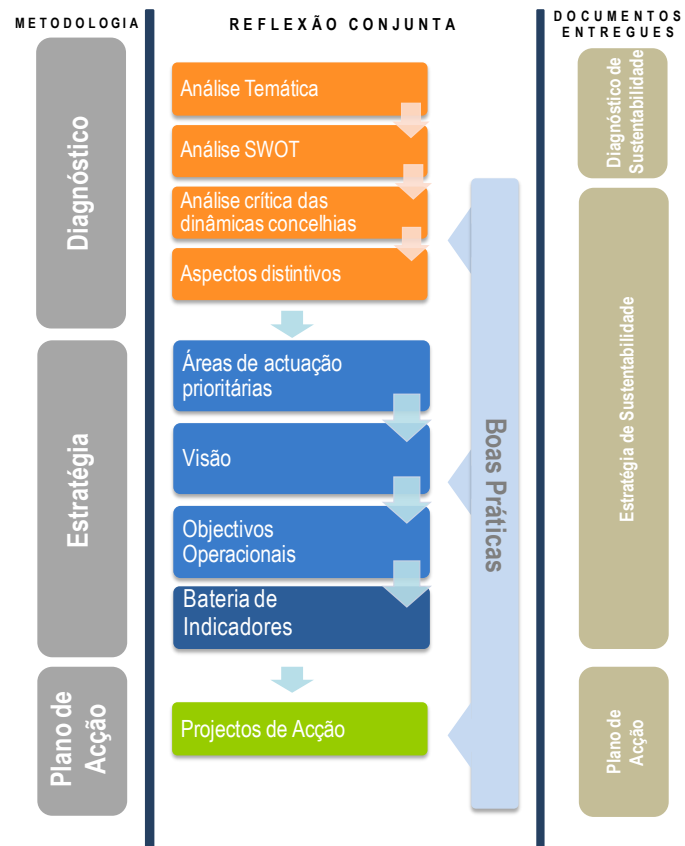 METODOLOGIA
REFLEXÃO CONJUNTA
DOCUMENTOS
ENTREGUES
Diagnóstico
Análise Temática
Análise SWOT
Análise crítica das
dinâmicas concelhias
Aspectos distintivos
Diagnóstico de
Sustentabilidade
Estratégia
Áreas de actuação
prioritárias
Visão
Objectivos
Operacionais
Bateria de
Indicadores
Boas Práticas
Estratégia de Sustentabilidade
Plano de
Acção
Projectos de Acção
Plano de
Acção